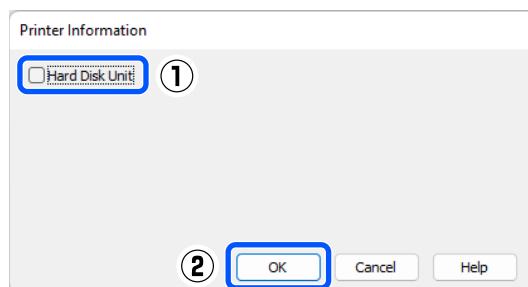 Printer Information
Hard Disk Unit ①
② OK Cancel Help